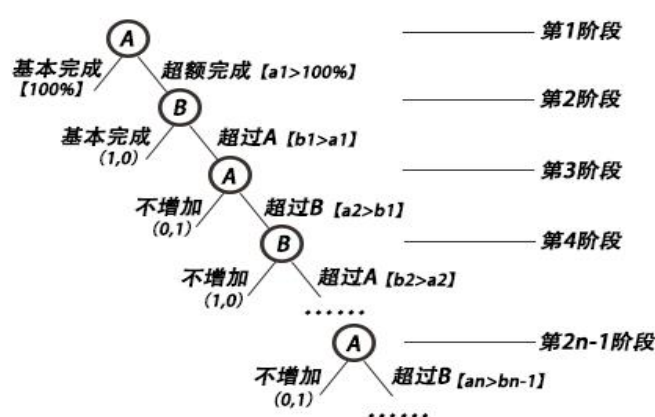 A
第1阶段
基本完成
【100%】
超额完成【a1>100%】
B
第2阶段
基本完成
(1,0)
超过A【b1>a1】
A
第3阶段
不增加
(0,1)
超过B【a2>b1】
B
第4阶段
不增加
(1,0)
超过A【b2>a2】
......
A
第2n-1阶段
不增加
(0,1)
超过B【an>bn-1】
......